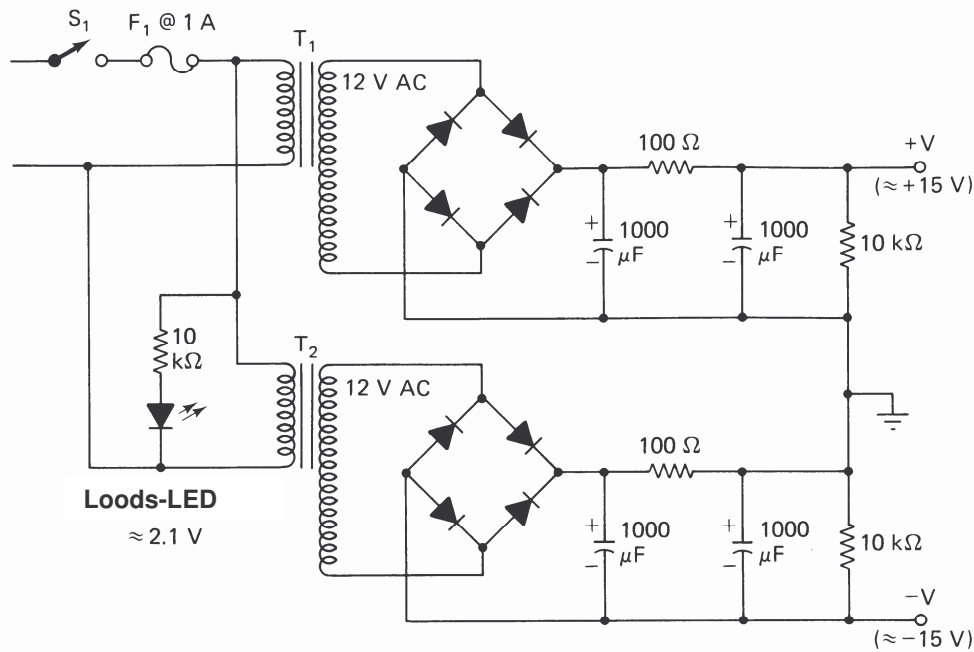 S₁
F₁ @ 1 A
T₁
12 V AC
100 Ω
+V
(≈ +15 V)
+
1000
μF
–
+
1000
μF
–
10 kΩ
10
kΩ
T₂
12 V AC
100 Ω
Loods-LED
≈ 2.1 V
+
1000
μF
–
+
1000
μF
–
10 kΩ
–V
(≈ –15 V)